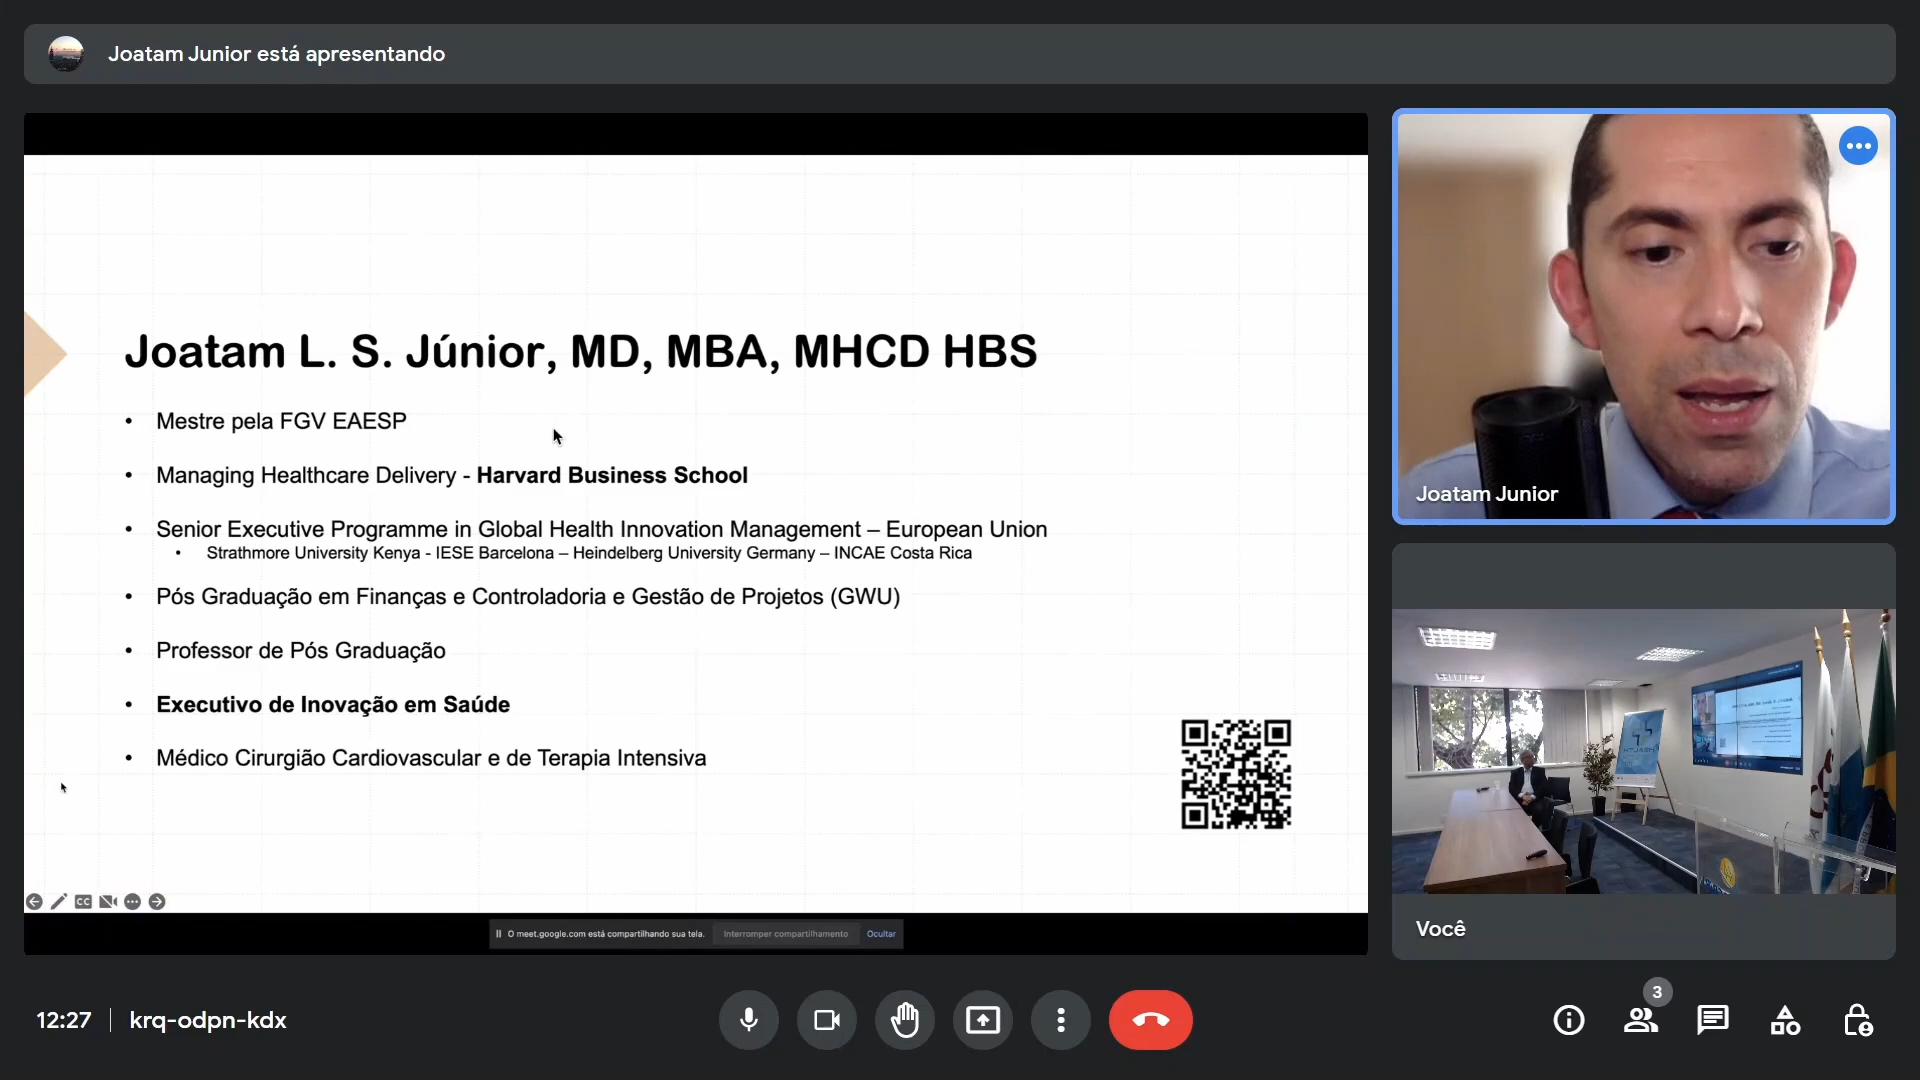 Joatam Junior está apresentando
Joatam L. S. Júnior, MD, MBA, MHCD HBS
• Mestre pela FGV EAESP
• Managing Healthcare Delivery - Harvard Business School
• Senior Executive Programme in Global Health Innovation Management – European Union
• Strathmore University Kenya - IESE Barcelona – Heindelberg University Germany – INCAE Costa Rica
• Pós Graduação em Finanças e Controladoria e Gestão de Projetos (GWU)
• Professor de Pós Graduação
• Executivo de Inovação em Saúde
• Médico Cirurgião Cardiovascular e de Terapia Intensiva
CC
O meet.google.com está compartilhando sua tela. Interromper compartilhamento Ocultar
Joatam Junior
Você
12:27 krq-odpn-kdx
3